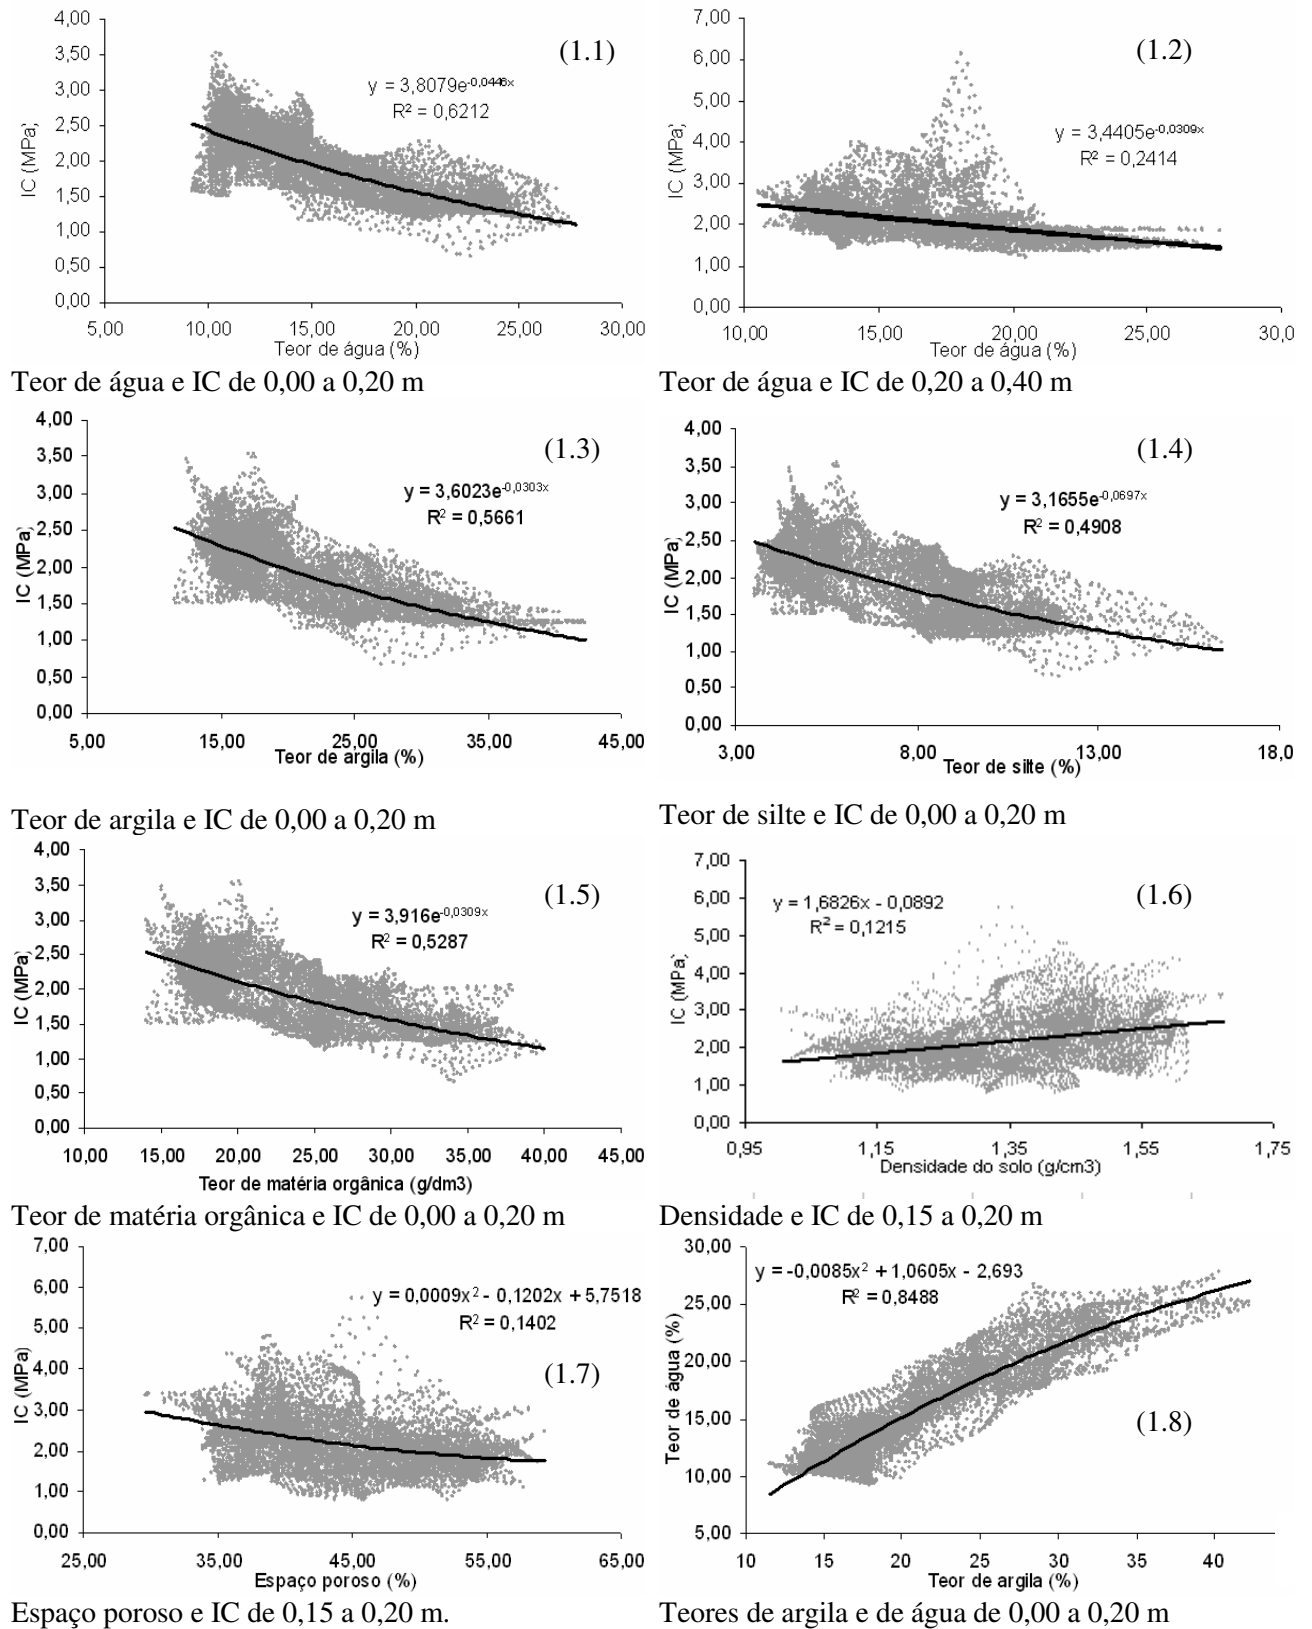 4,00
3,50
3,00
2,50
2,00
1,50
1,00
0,50
0,00
IC (MPa)
(1.1)
y = 3,8079e-0,0446x
R² = 0,6212
5,00 10,00 15,00 20,00 25,00 30,00
Teor de água (%)
Teor de água e IC de 0,00 a 0,20 m
7,00
6,00
5,00
4,00
3,00
2,00
1,00
0,00
IC (MPa)
(1.2)
y = 3,4405e-0,0309x
R² = 0,2414
10,00 15,00 20,00 25,00 30,0
Teor de água (%)
Teor de água e IC de 0,20 a 0,40 m
4,00
3,50
3,00
2,50
2,00
1,50
1,00
0,50
0,00
IC (MPa)
(1.3)
y = 3,6023e-0,0303x
R² = 0,5661
5,00 15,00 25,00 35,00 45,00
Teor de argila (%)
Teor de argila e IC de 0,00 a 0,20 m
4,00
3,50
3,00
2,50
2,00
1,50
1,00
0,50
0,00
IC (MPa)
(1.4)
y = 3,1655e-0,0697x
R² = 0,4908
3,00 8,00 13,00 18,0
Teor de silte (%)
Teor de silte e IC de 0,00 a 0,20 m
4,00
3,50
3,00
2,50
2,00
1,50
1,00
0,50
0,00
IC (MPa)
(1.5)
y = 3,916e-0,0309x
R² = 0,5287
10,00 15,00 20,00 25,00 30,00 35,00 40,00 45,00
Teor de matéria orgânica (g/dm3)
Teor de matéria orgânica e IC de 0,00 a 0,20 m
7,00
6,00
5,00
4,00
3,00
2,00
1,00
0,00
IC (MPa)
(1.6)
y = 1,6826x - 0,0892
R² = 0,1215
0,95 1,15 1,35 1,55 1,75
Densidade do solo (g/cm3)
Densidade e IC de 0,15 a 0,20 m
7,00
6,00
5,00
4,00
3,00
2,00
1,00
0,00
IC (MPa)
y = 0,0009x² - 0,1202x + 5,7518
R² = 0,1402
(1.7)
25,00 35,00 45,00 55,00 65,00
Espaço poroso (%)
Espaço poroso e IC de 0,15 a 0,20 m.
30,00
25,00
20,00
15,00
10,00
5,00
Teor de água (%)
y = -0,0085x² + 1,0605x - 2,693
R² = 0,8488
(1.8)
10 15 20 25 30 35 40
Teor de argila (%)
Teores de argila e de água de 0,00 a 0,20 m